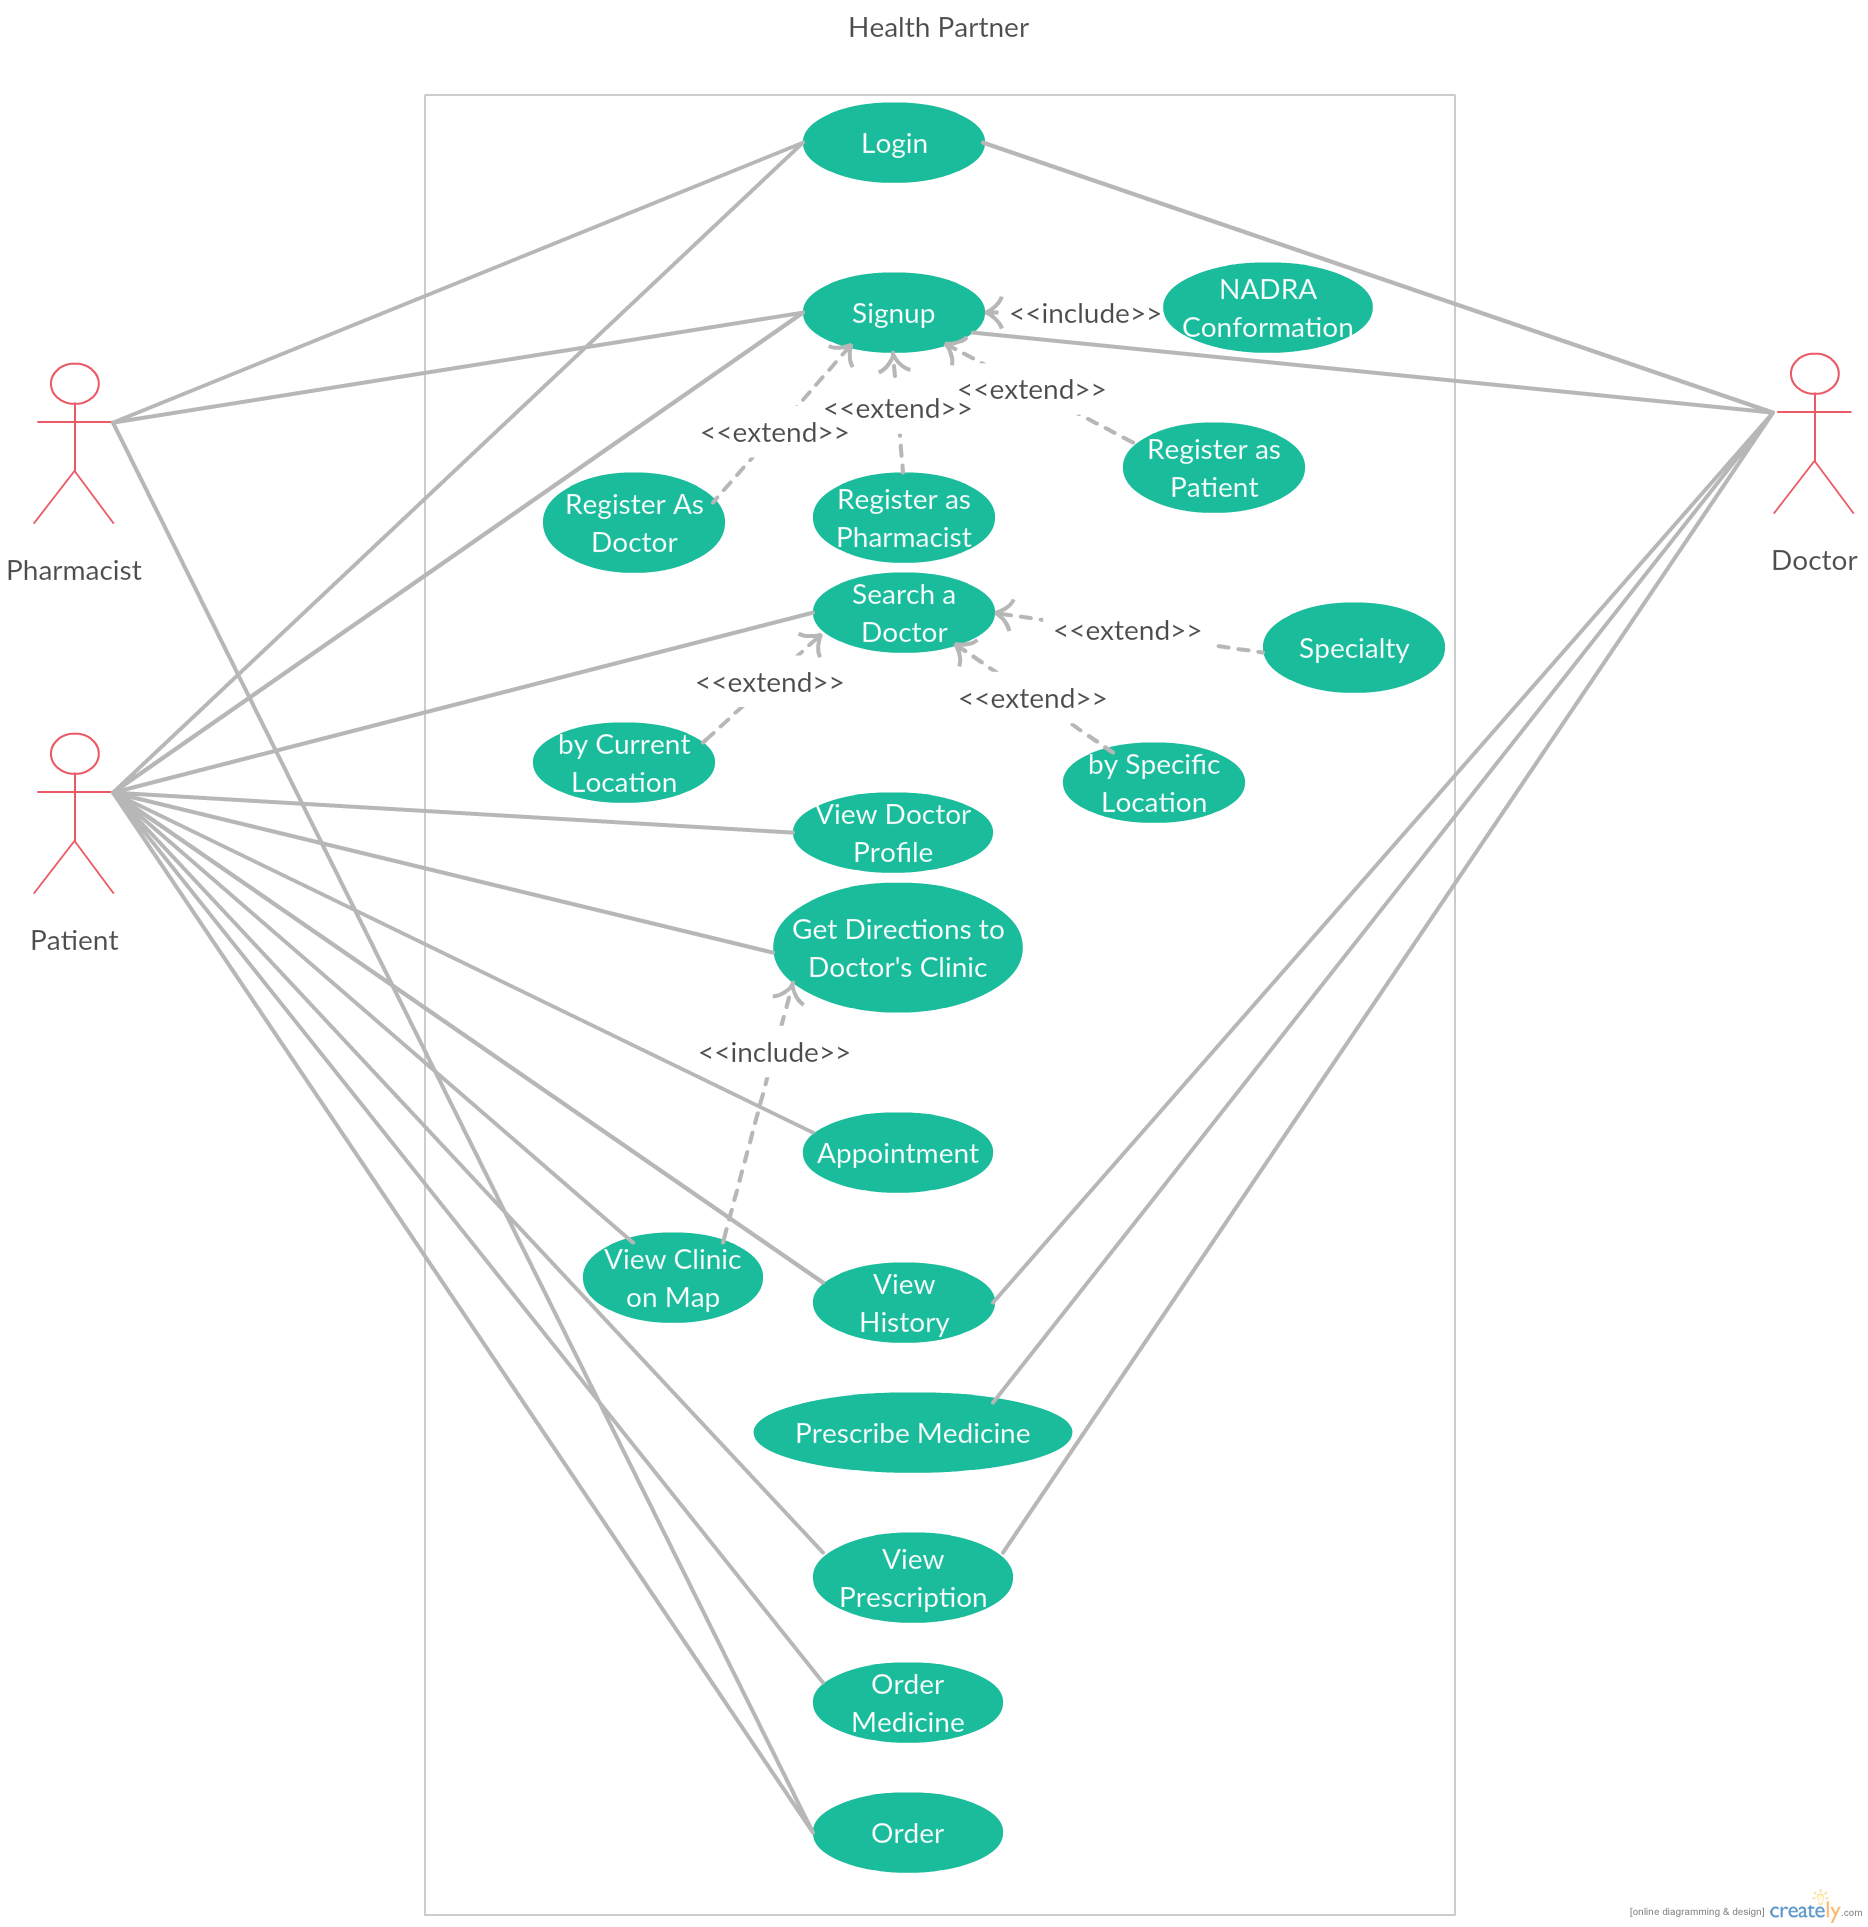 Health Partner
Login
Signup
<<include>>
NADRA
Conformation
<<extend>>
<<extend>>
<<extend>>
Register as
Patient
Register As
Doctor
Register as
Pharmacist
Pharmacist
Doctor
Search a
Doctor
<<extend>>
Specialty
<<extend>>
<<extend>>
by Current
Location
by Specific
Location
View Doctor
Profile
Patient
Get Directions to
Doctor's Clinic
<<include>>
Appointment
View Clinic
on Map
View
History
Prescribe Medicine
View
Prescription
Order
Medicine
Order
[online diagramming & design] creately.com